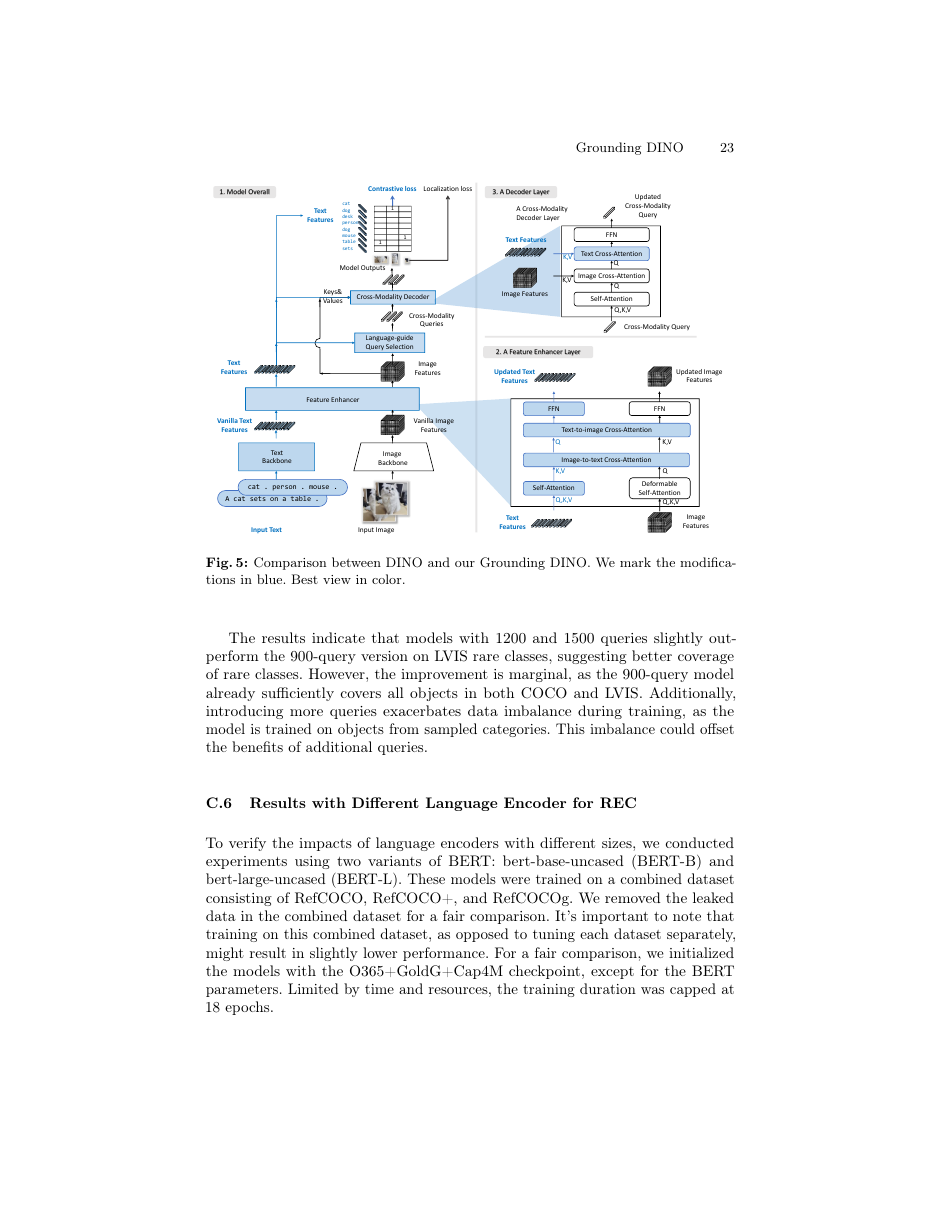 Grounding DINO 23
1. Model Overall
Contrastive loss Localization loss
Text
Features
cat
dog
desk
person
dog
mouse
table
sets
1
1
1
Model Outputs
Keys&
Values
Cross-Modality Decoder
Cross-Modality
Queries
Language-guide
Query Selection
Text
Features
Image
Features
Feature Enhancer
Vanilla Text
Features
Vanilla Image
Features
Text
Backbone
Image
Backbone
cat . person . mouse .
A cat sets on a table .
Input Text
Input Image
3. A Decoder Layer
A Cross-Modality
Decoder Layer
Updated
Cross-Modality
Query
FFN
Text Features
K,V
Text Cross-Attention
Q
K,V
Image Cross-Attention
Q
Image Features
Self-Attention
Q,K,V
Cross-Modality Query
2. A Feature Enhancer Layer
Updated Text
Features
Updated Image
Features
FFN
FFN
Text-to-image Cross-Attention
Q
K,V
Image-to-text Cross-Attention
K,V
Q
Self-Attention
Deformable
Self-Attention
Q,K,V
Q,K,V
Text
Features
Image
Features
Fig. 5: Comparison between DINO and our Grounding DINO. We mark the modifica-
tions in blue. Best view in color.
The results indicate that models with 1200 and 1500 queries slightly out-
perform the 900-query version on LVIS rare classes, suggesting better coverage
of rare classes. However, the improvement is marginal, as the 900-query model
already sufficiently covers all objects in both COCO and LVIS. Additionally,
introducing more queries exacerbates data imbalance during training, as the
model is trained on objects from sampled categories. This imbalance could offset
the benefits of additional queries.
C.6 Results with Different Language Encoder for REC
To verify the impacts of language encoders with different sizes, we conducted
experiments using two variants of BERT: bert-base-uncased (BERT-B) and
bert-large-uncased (BERT-L). These models were trained on a combined dataset
consisting of RefCOCO, RefCOCO+, and RefCOCOg. We removed the leaked
data in the combined dataset for a fair comparison. It's important to note that
training on this combined dataset, as opposed to tuning each dataset separately,
might result in slightly lower performance. For a fair comparison, we initialized
the models with the O365+GoldG+Cap4M checkpoint, except for the BERT
parameters. Limited by time and resources, the training duration was capped at
18 epochs.